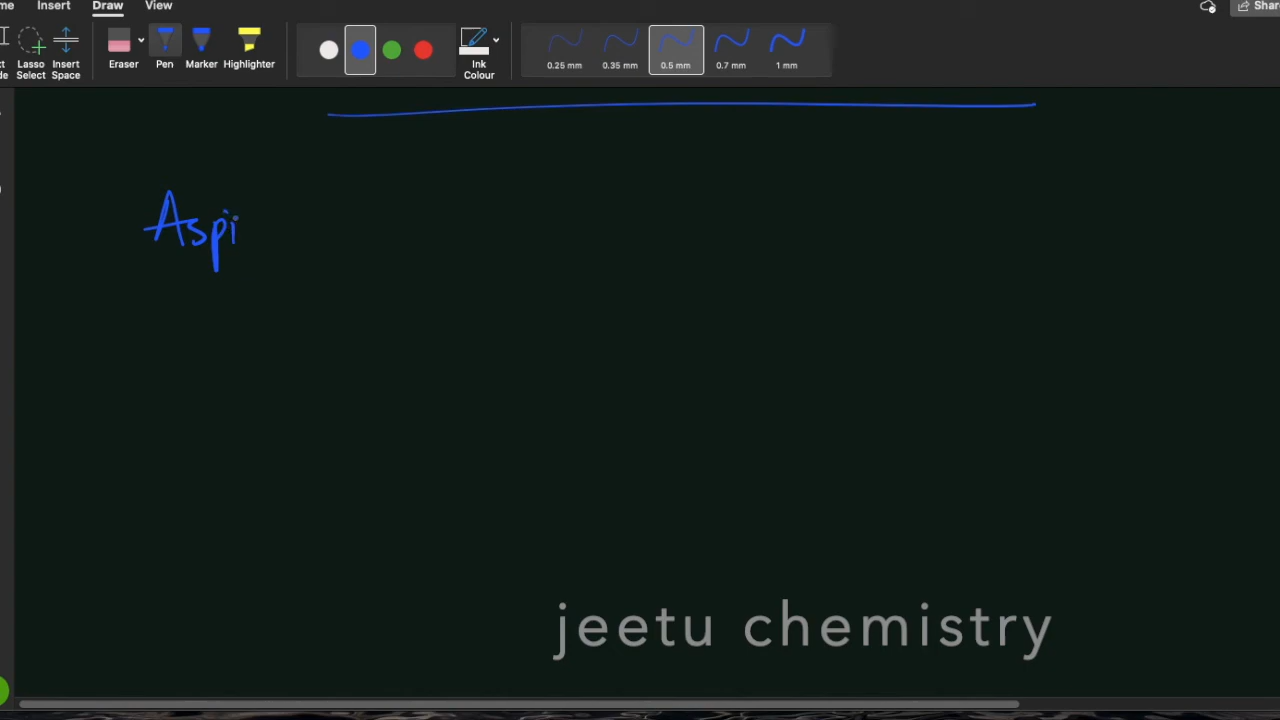 Insert Draw View
Share
Lasso Select Insert Space Eraser Pen Marker Highlighter Ink Colour 0.25 mm 0.35 mm 0.5 mm 0.7 mm 1 mm
Aspi
jeetu chemistry